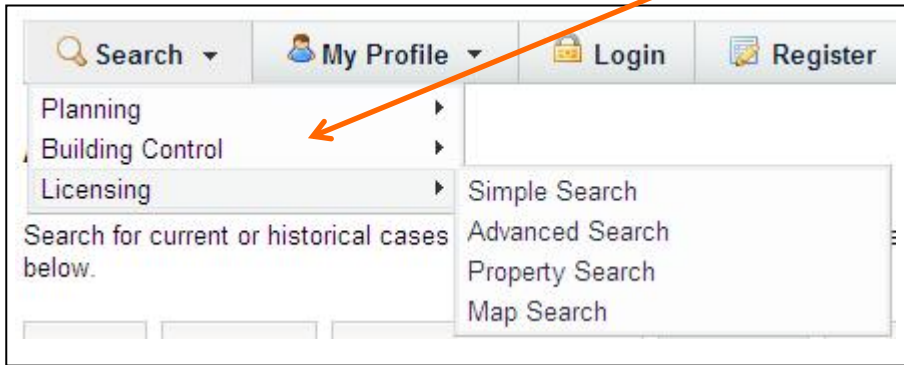 Search My Profile Login Register
Planning
Building Control
Licensing
Simple Search
Advanced Search
Property Search
Map Search
Search for current or historical cases
below.